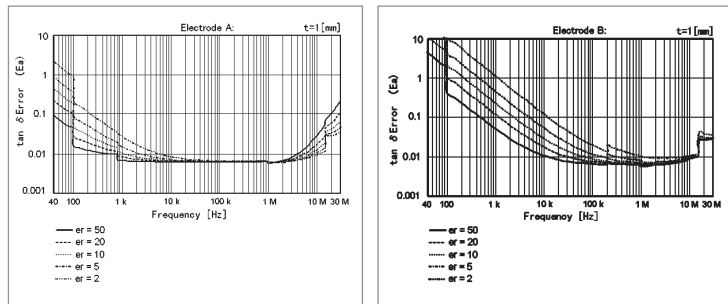 Electrode A: t=1[mm]
tan δ Error (Ea)
10
1
0.1
0.01
0.001
40 100 1 k 10 k 100 k 1 M 10 M 30 M
Frequency [Hz]
er = 50
er = 20
er = 10
er = 5
er = 2
Electrode B: t=1[mm]
tan δ Error (Ea)
10
1
0.1
0.01
0.001
40 100 1 k 10 k 100 k 1 M 10 M 30 M
Frequency [Hz]
er = 50
er = 20
er = 10
er = 5
er = 2